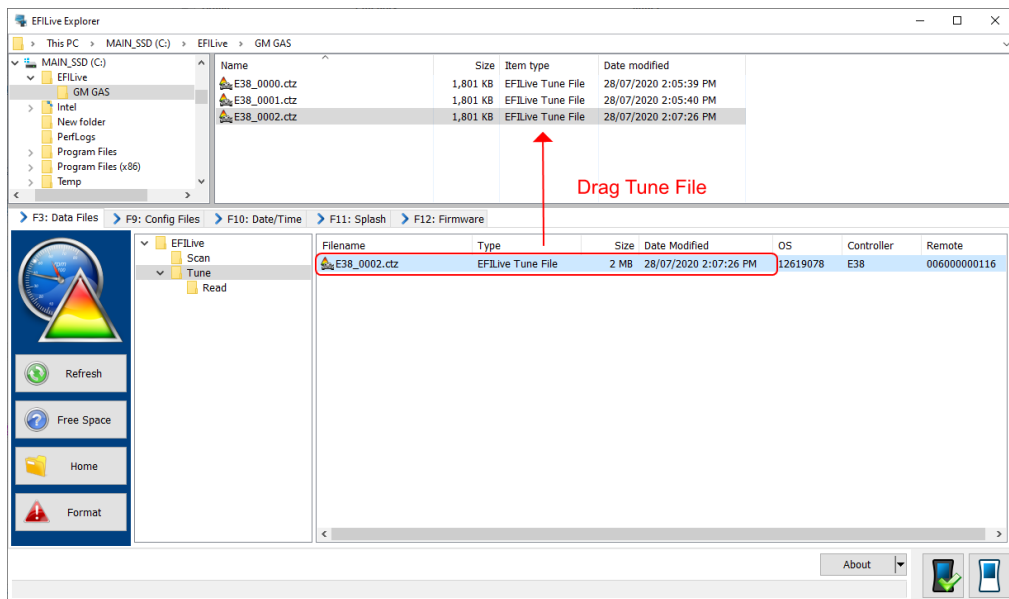 EFILive Explorer
This PC > MAIN_SSD (C:) > EFILive > GM GAS
MAIN_SSD (C:)
EFILive
GM GAS
Intel
New folder
PerfLogs
Program Files
Program Files (x86)
Temp
Name Size Item type Date modified
E38_0000.ctz 1,801 KB EFILive Tune File 28/07/2020 2:05:39 PM
E38_0001.ctz 1,801 KB EFILive Tune File 28/07/2020 2:05:40 PM
E38_0002.ctz 1,801 KB EFILive Tune File 28/07/2020 2:07:26 PM
Drag Tune File
F3: Data Files F9: Config Files F10: Date/Time F11: Splash F12: Firmware
Refresh
Free Space
Home
Format
EFILive
Scan
Tune
Read
Filename Type Size Date Modified OS Controller Remote
E38_0002.ctz EFILive Tune File 2 MB 28/07/2020 2:07:26 PM 12619078 E38 006000000116
About